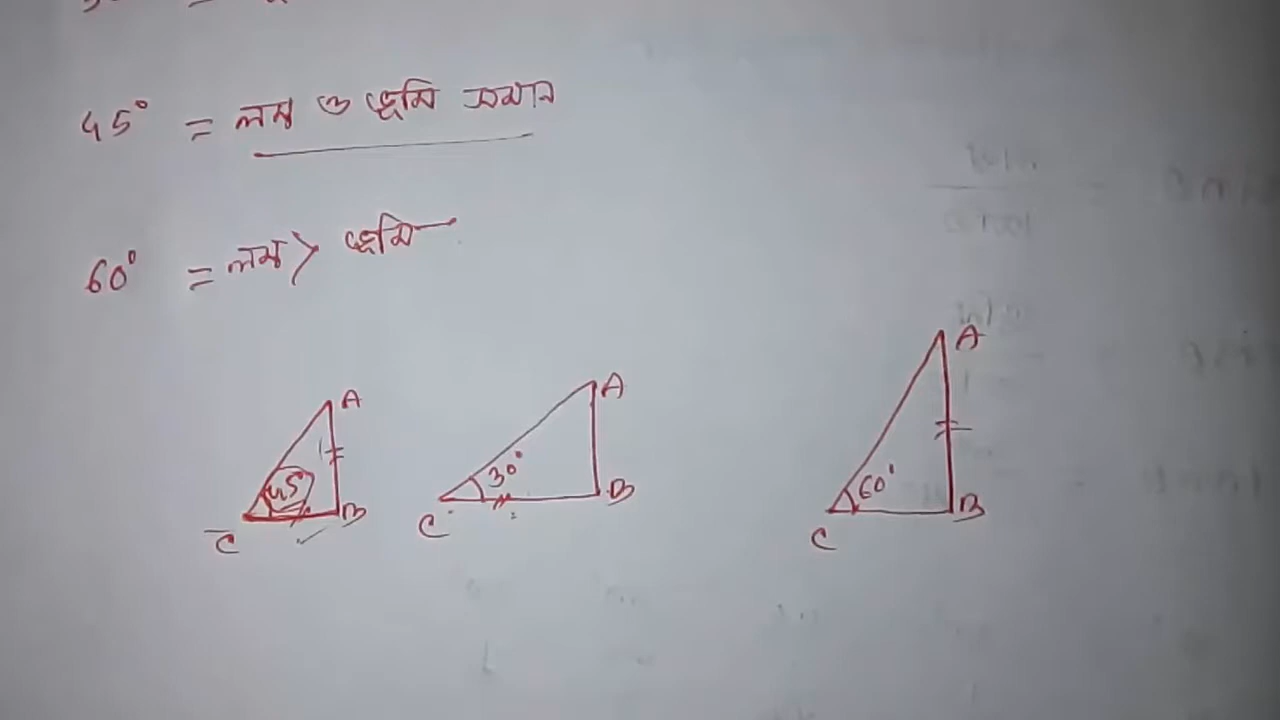 45° = লম্ব ও ভূমি সমান
60° = লম্ব > ভূমি
A
45
C
B
A
30°
C
B
A
60°
C
B